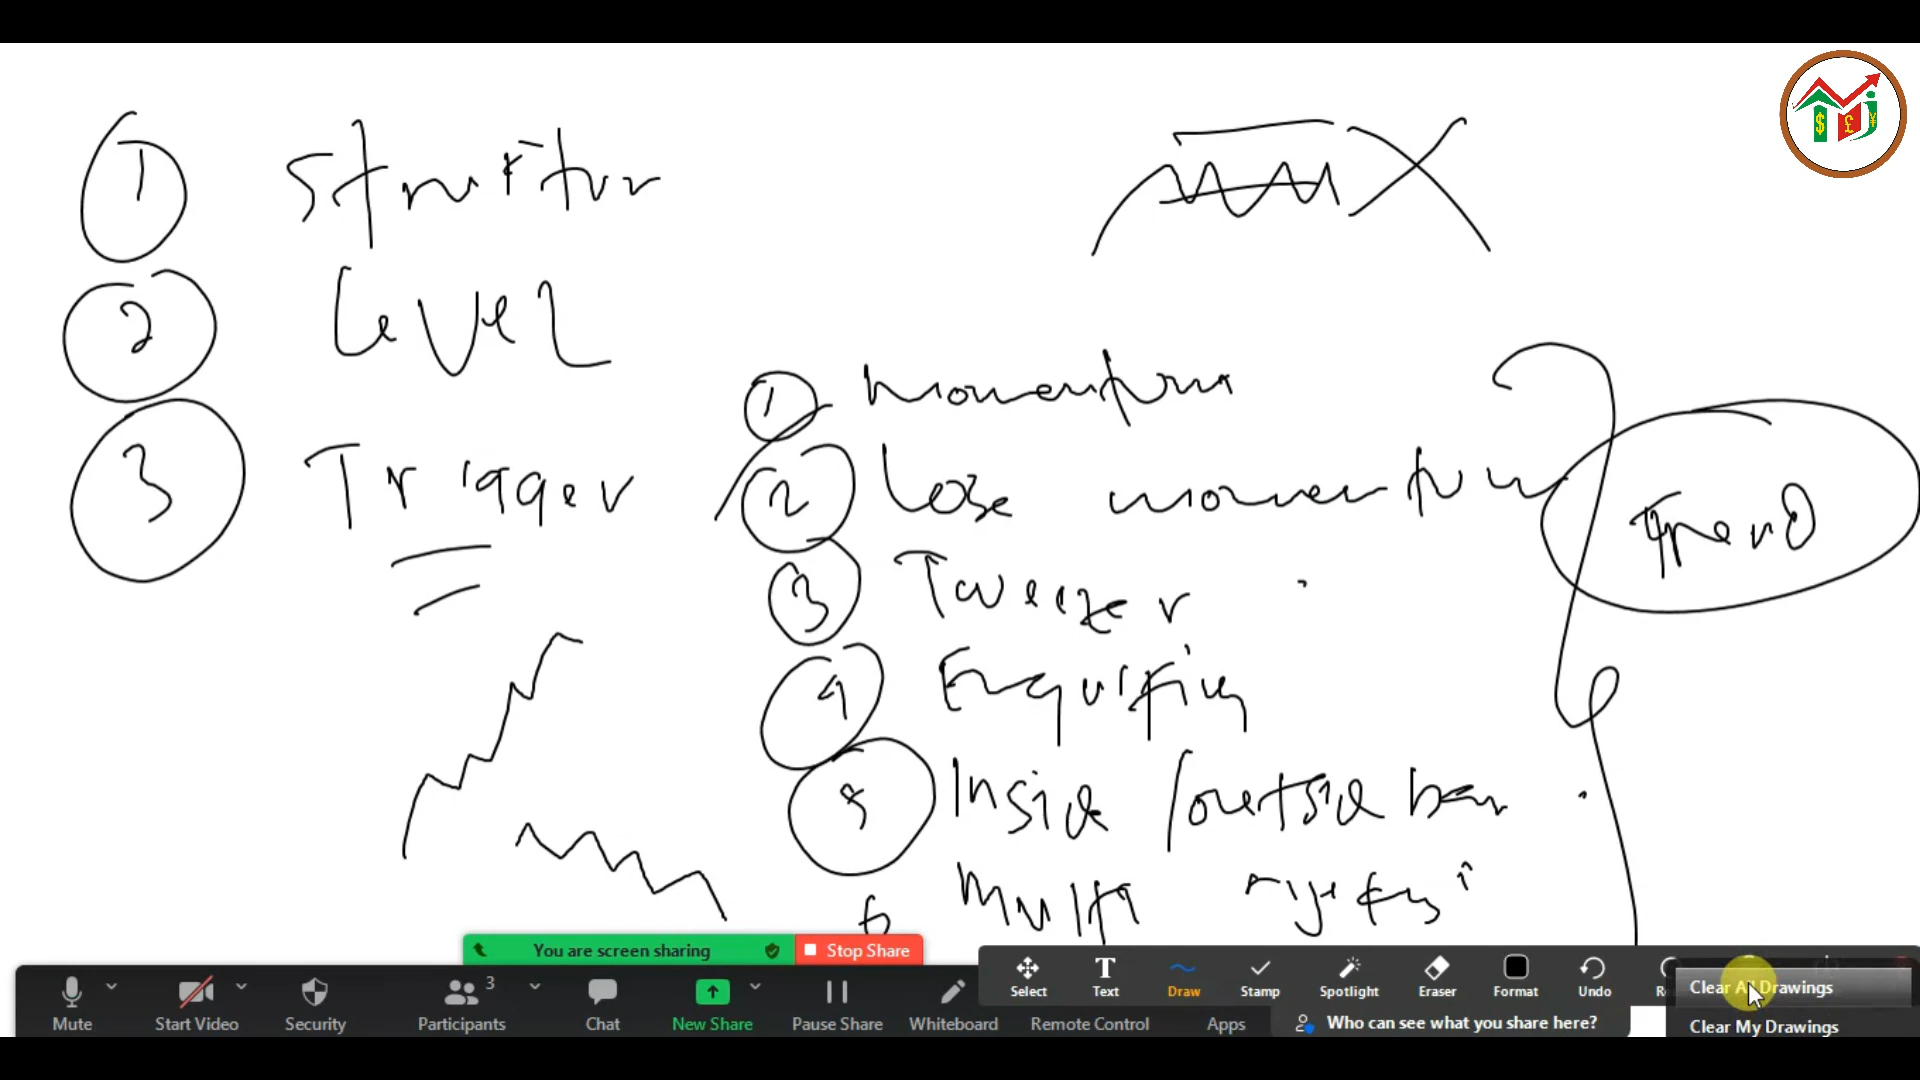 1 Struktur
2 Level
3 Trigger
1 Momentum
2 Lose momentum
3 Tweezer
4 Engulfing
5 Inside / outside bar
6 Multi rejeksi
Trend
You are screen sharing
Stop Share
Select Text Draw Stamp Spotlight Eraser Format Undo
Clear All Drawings
Clear My Drawings
Mute Start Video Security Participants 3 Chat New Share Pause Share Whiteboard Remote Control Apps
Who can see what you share here?